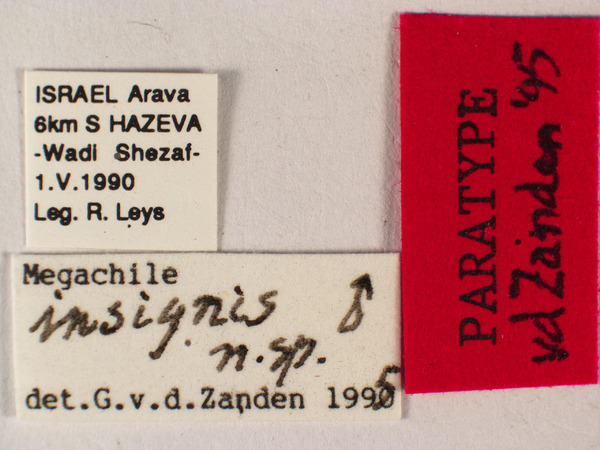 ISRAEL Arava
6km S HAZEVA
-Wadi Shezaf-
1.V.1990
Leg. R. Leys
Megachile
insignis ♂
n.sp.
det.G.v.d.Zanden 1995
PARATYPE
vd Zanden '95